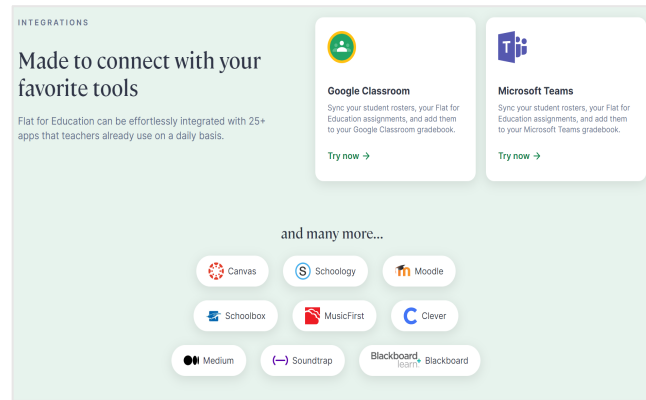 INTEGRATIONS
Made to connect with your
favorite tools
Flat for Education can be effortlessly integrated with 25+
apps that teachers already use on a daily basis.
Google Classroom
Sync your student rosters, your Flat for
Education assignments, and add them
to your Google Classroom gradebook.
Try now →
T
Microsoft Teams
Sync your student rosters, your Flat for
Education assignments, and add them
to your Microsoft Teams gradebook.
Try now →
and many more...
Canvas
S Schoology
m Moodle
Schoolbox
MusicFirst
C Clever
Medium
(—) Soundtrap
Blackboard learn+ Blackboard